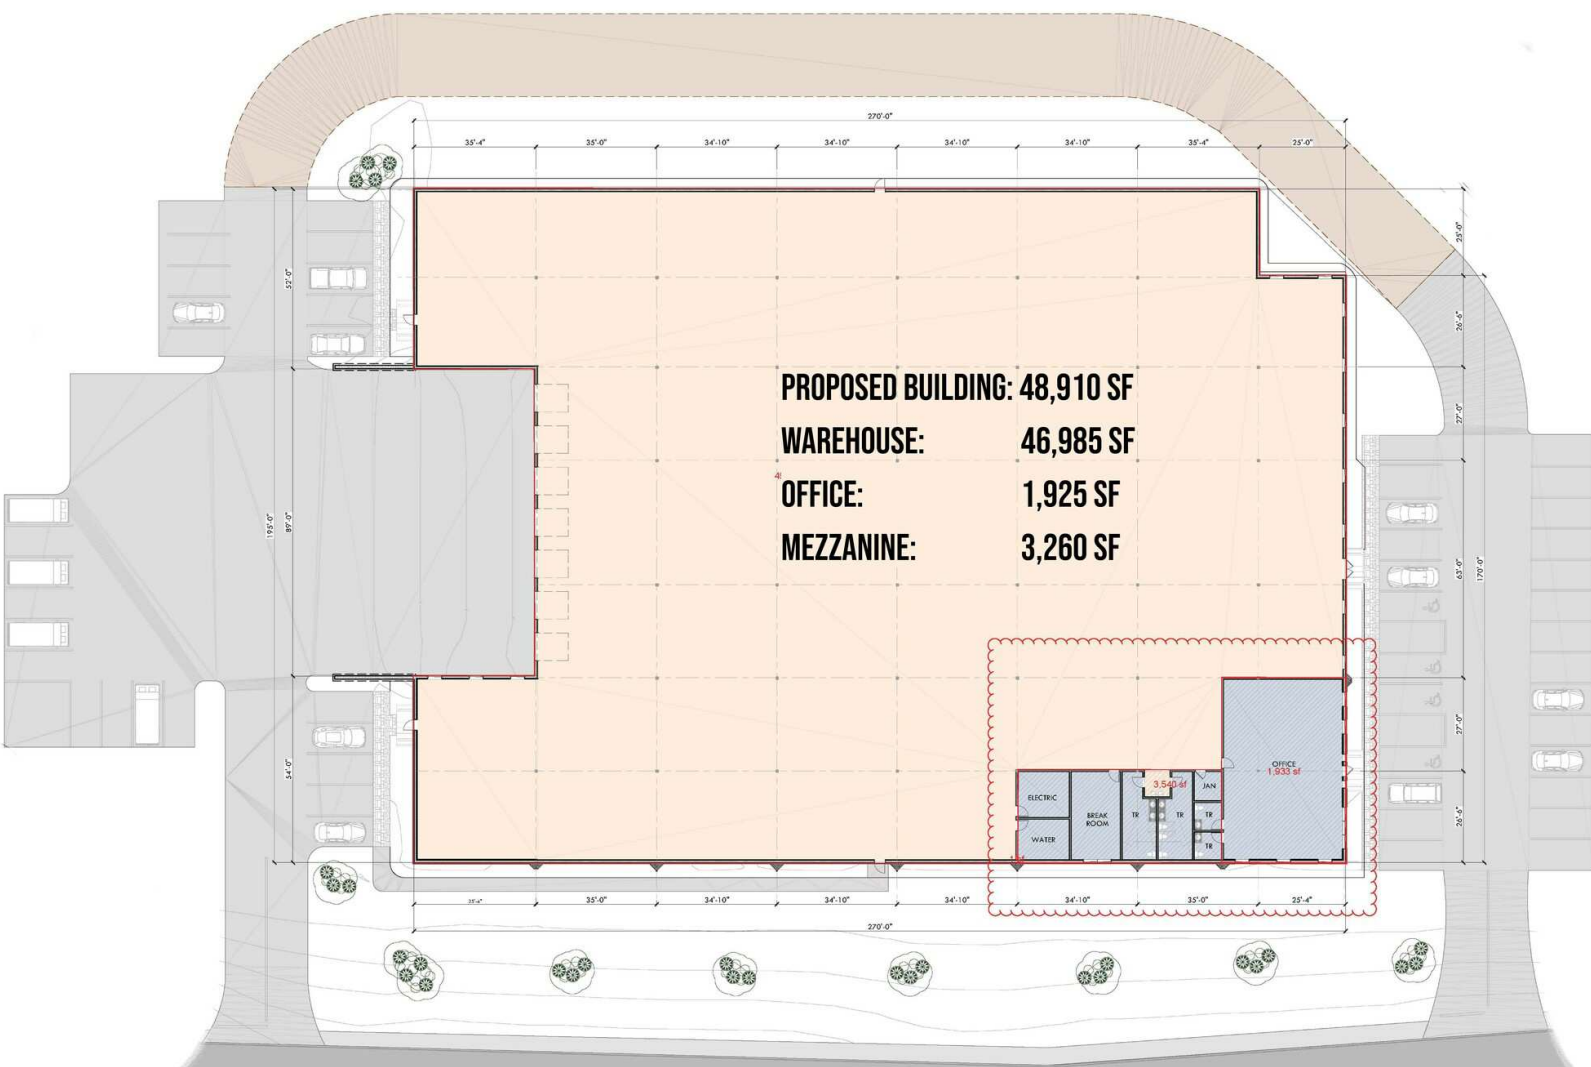 270'-0"
35'-4" 35'-0" 34'-10" 34'-10" 34'-10" 34'-10" 35'-4" 25'-0"
52'-0"
195'-0"
89'-0"
54'-0"
25'-0"
26'-6"
27'-0"
63'-0"
170'-0"
27'-0"
26'-6"
PROPOSED BUILDING: 48,910 SF
WAREHOUSE: 46,985 SF
OFFICE: 1,925 SF
MEZZANINE: 3,260 SF
OFFICE
1,933 sf
3,540 sf
ELECTRIC
WATER
BREAK
ROOM
TR
TR
JAN
TR
TR
35'-4" 35'-0" 34'-10" 34'-10" 34'-10" 34'-10" 35'-0" 25'-4"
270'-0"